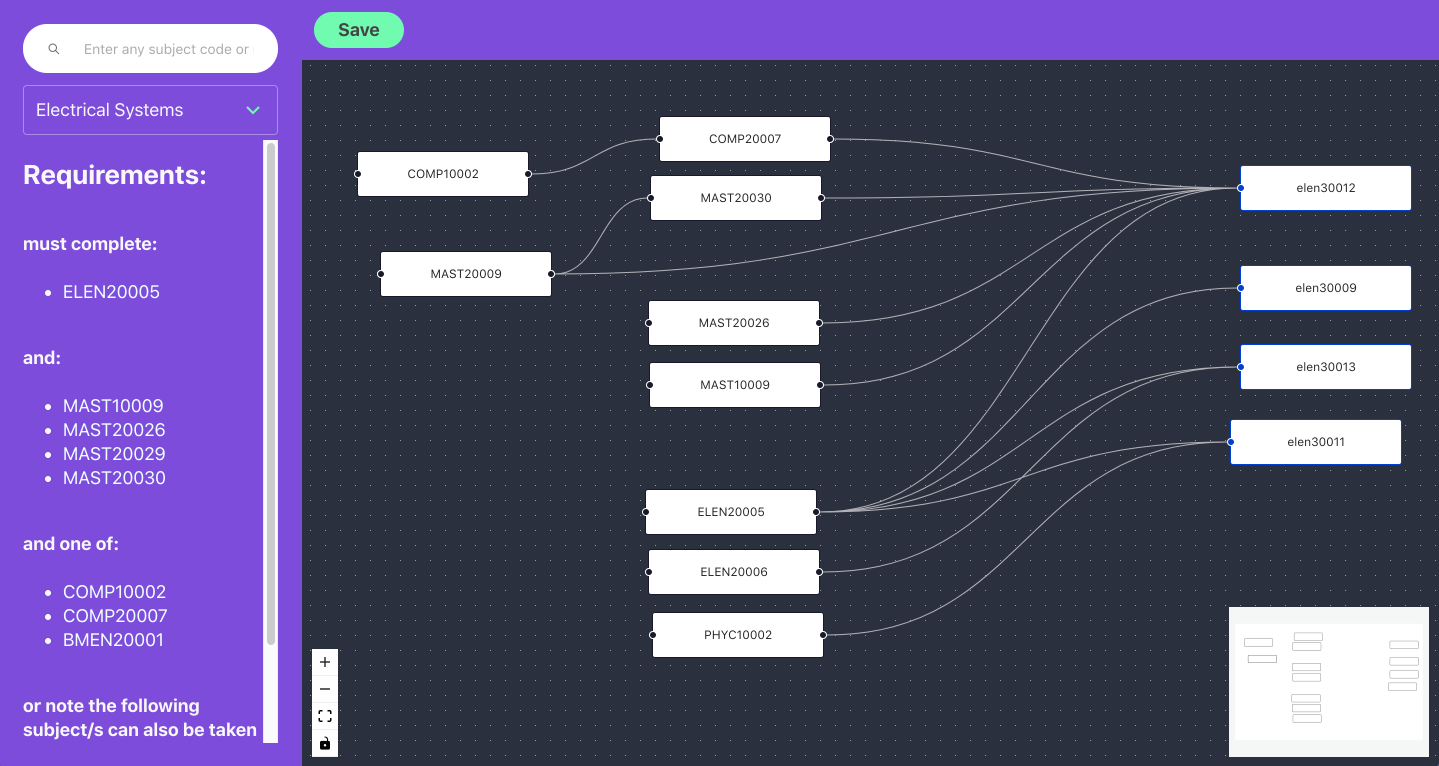 Enter any subject code or
Electrical Systems
Requirements:
must complete:
ELEN20005
and:
MAST10009
MAST20026
MAST20029
MAST20030
and one of:
COMP10002
COMP20007
BMEN20001
or note the following
subject/s can also be taken
Save
COMP20007
COMP10002
MAST20030
elen30012
MAST20009
elen30009
MAST20026
elen30013
MAST10009
elen30011
ELEN20005
ELEN20006
PHYC10002